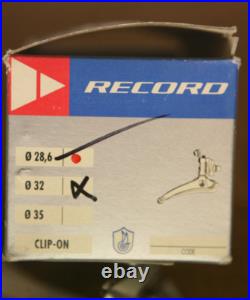 RECORD
Ø 28,6
Ø 32
Ø 35
CLIP-ON
CODE